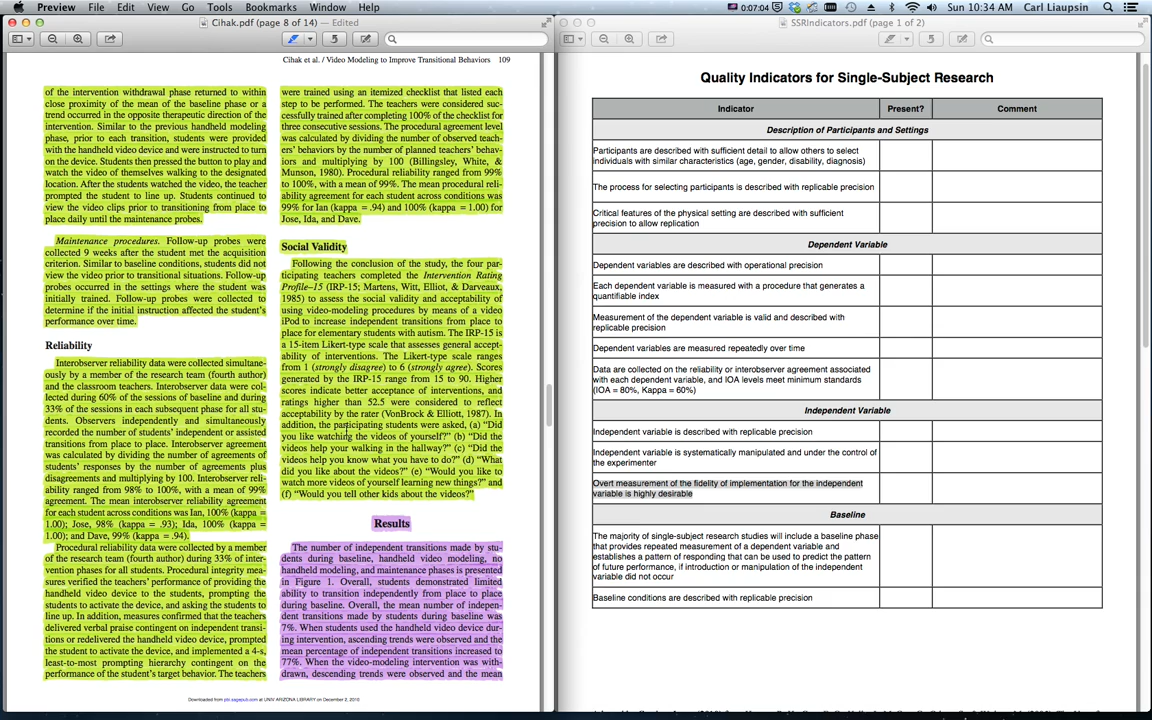 Preview File Edit View Go Tools Bookmarks Window Help 0:07:04 Sun 10:34 AM Carl Liaupsin
Cihak.pdf (page 8 of 14) — Edited
Cihak et al. / Video Modeling to Improve Transitional Behaviors 109
of the intervention withdrawal phase returned to within
close proximity of the mean of the baseline phase or a
trend occurred in the opposite therapeutic direction of the
intervention. Similar to the previous handheld modeling
phase, prior to each transition, students were provided
with the handheld device and were instructed to turn
on the device. Students then pressed the button to play and
watch the video of themselves walking to the designated
location. After the students watched the video, the teacher
prompted the student to line up. Students continued to
view the video clips prior to transitioning from place to
place daily until the maintenance probes.
Maintenance procedures. Follow-up probes were
collected 9 weeks after the student met the acquisition
criterion. Similar to baseline conditions, students did not
view the video prior to transitional situations. Follow-up
probes occurred in the settings where the student was
initially trained. Follow-up probes were collected to
determine if the initial instruction affected the student's
performance over time.
Reliability
Interobserver reliability data were collected simultane-
ously by a member of the research team (fourth author)
and the classroom teachers. Interobserver data were col-
lected during 60% of the sessions of baseline and during
33% of the sessions in each subsequent phase for all stu-
dents. Observers independently and simultaneously
recorded the number of students' independent or assisted
transitions from place to place. Interobserver agreement
was calculated by dividing the number of agreements of
students' responses by the number of agreements plus
disagreements and multiplying by 100. Interobserver reli-
ability ranged from 98% to 100%, with a mean of 99%
agreement. The mean interobserver reliability agreement
for each student across conditions was Ian, 100% (kappa =
1.00); Jose, 98% (kappa = .93); Ida, 100% (kappa =
1.00); and Dave, 99% (kappa = .94).
Procedural reliability data were collected by a member
of the research team (fourth author) during 33% of inter-
vention phases for all students. Procedural integrity mea-
sures verified the teachers' performance of providing the
handheld video device to the students, prompting the
students to activate the device, and asking the students to
line up. In addition, measures confirmed that the teachers
delivered verbal praise contingent on independent transi-
tions or redelivered the handheld video device, prompted
the student to activate the device, and implemented a 4-s,
least-to-most prompting hierarchy contingent on the
performance of the student's target behavior. The teachers
were trained using an itemized checklist that listed each
step to be performed. The teachers were considered suc-
cessfully trained after completing 100% of the checklist for
three consecutive sessions. The procedural agreement level
was calculated by dividing the number of observed teach-
ers' behaviors by the number of planned teachers' behav-
iors and multiplying by 100 (Billingsley, White, &
Munson, 1980). Procedural reliability ranged from 99%
to 100%, with a mean of 99%. The mean procedural reli-
ability agreement for each student across conditions was
99% for Ian (kappa = .94) and 100% (kappa = 1.00) for
Jose, Ida, and Dave.
Social Validity
Following the conclusion of the study, the four par-
ticipating teachers completed the Intervention Rating
Profile–15 (IRP-15; Martens, Witt, Elliott, & Darveaux,
1985) to assess the social validity and acceptability of
using video-modeling procedures by means of a video
iPod to increase independent transitions from place to
place for elementary students with autism. The IRP-15 is
a 15-item Likert-type scale that assesses general accept-
ability of interventions. The Likert-type scale ranges
from 1 (strongly disagree) to 6 (strongly agree). Scores
generated by the IRP-15 range from 15 to 90. Higher
scores indicate better acceptance of interventions, and
ratings higher than 52.5 were considered to reflect
acceptability by the rater (VonBrock & Elliott, 1987). In
addition, the participating students were asked, (a) "Did
you like watching the videos of yourself?" (b) "Did the
videos help your walking in the hallway?" (c) "Did the
videos help you know what you have to do?" (d) "What
did you like about the videos?" (e) "Would you like to
watch more videos of yourself learning new things?" and
(f) "Would you tell other kids about the videos?"
Results
The number of independent transitions made by stu-
dents during baseline, handheld video modeling, no
handheld modeling, and maintenance phases is presented
in Figure 1. Overall, students demonstrated limited
ability to transition independently from place to place
during baseline. Overall, the mean number of indepen-
dent transitions made by students during baseline was
7%. When students used the handheld video device dur-
ing intervention, ascending trends were observed and the
mean percentage of independent transitions increased to
77%. When the video-modeling intervention was with-
drawn, descending trends were observed and the mean
Downloaded from pbi.sagepub.com at UNIV ARIZONA LIBRARY on December 2, 2010
SSRIndicators.pdf (page 1 of 2)
Quality Indicators for Single-Subject Research
Indicator Present? Comment
Description of Participants and Settings
Participants are described with sufficient detail to allow others to select
individuals with similar characteristics (age, gender, disability, diagnosis)
The process for selecting participants is described with replicable precision
Critical features of the physical setting are described with sufficient
precision to allow replication
Dependent Variable
Dependent variables are described with operational precision
Each dependent variable is measured with a procedure that generates a
quantifiable index
Measurement of the dependent variable is valid and described with
replicable precision
Dependent variables are measured repeatedly over time
Data are collected on the reliability or interobserver agreement associated
with each dependent variable, and IOA levels meet minimum standards
(IOA = 80%, Kappa = 60%)
Independent Variable
Independent variable is described with replicable precision
Independent variable is systematically manipulated and under the control of
the experimenter
Overt measurement of the fidelity of implementation for the independent
variable is highly desirable
Baseline
The majority of single-subject research studies will include a baseline phase
that provides repeated measurement of a dependent variable and
establishes a pattern of responding that can be used to predict the pattern
of future performance, if introduction or manipulation of the independent
variable did not occur
Baseline conditions are described with replicable precision